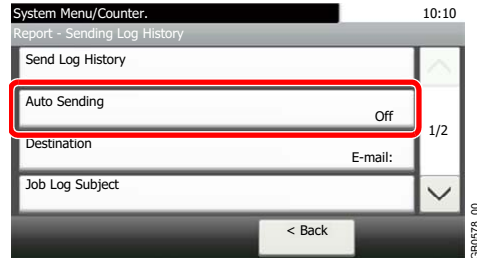 System Menu/Counter.
10:10
Report - Sending Log History
Send Log History
Auto Sending
Off
1/2
Destination
E-mail:
Job Log Subject
< Back
GB0578_00